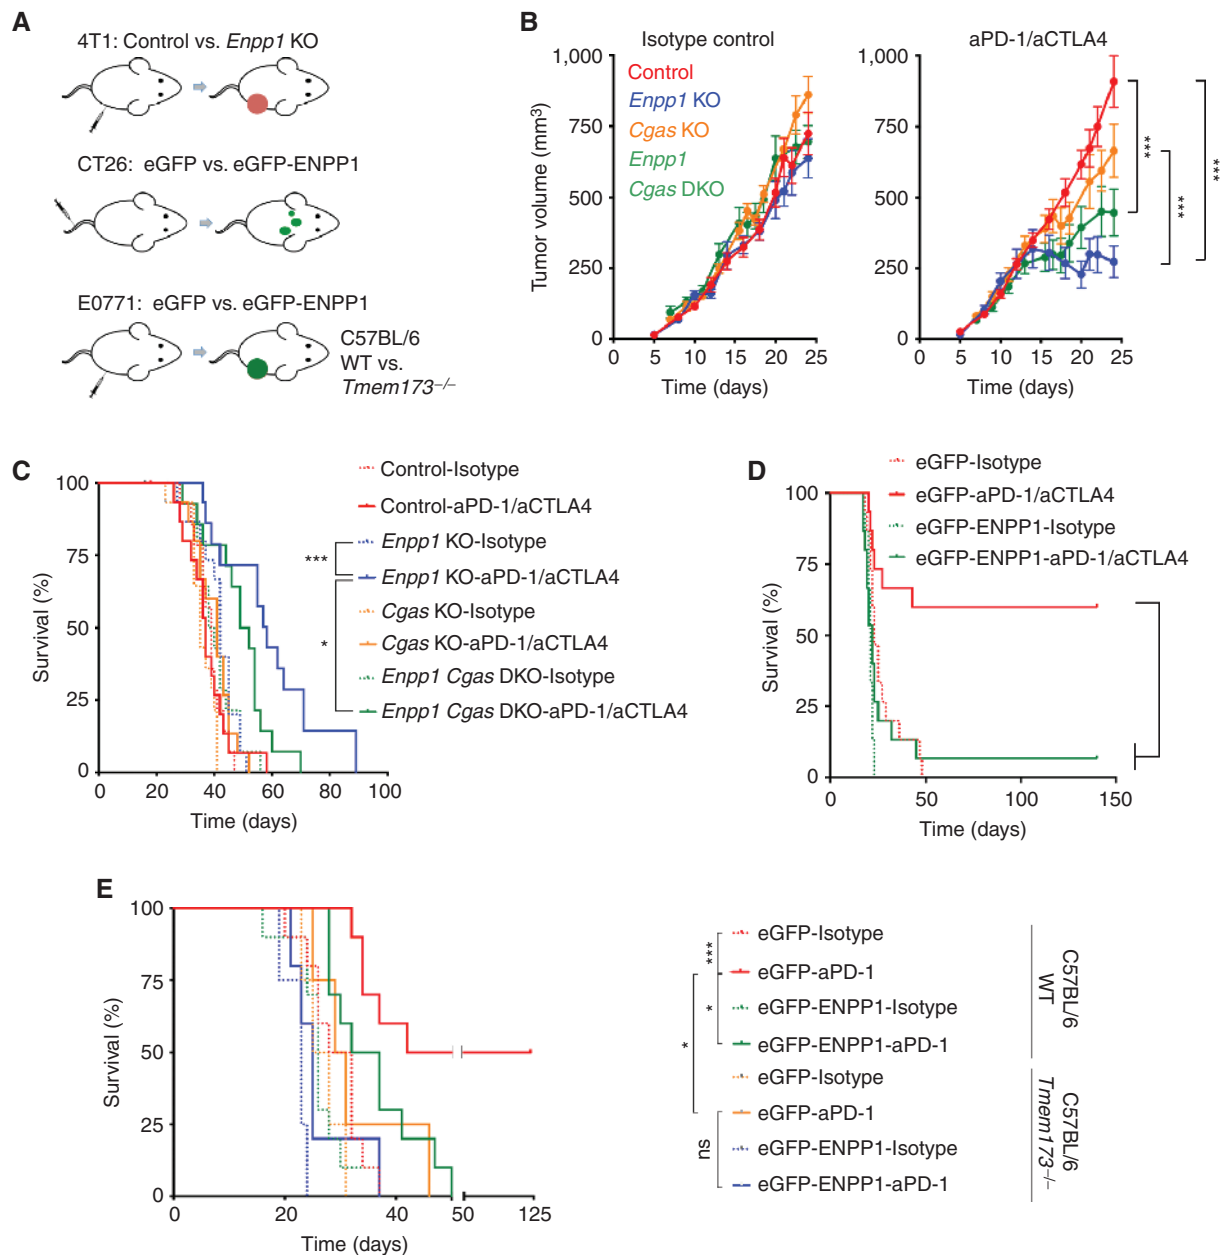 A
4T1: Control vs. Enpp1 KO
CT26: eGFP vs. eGFP-ENPP1
E0771: eGFP vs. eGFP-ENPP1
C57BL/6
WT vs.
Tmem173–/–
B
Isotype control
aPD-1/aCTLA4
Control
Enpp1 KO
Cgas KO
Enpp1
Cgas DKO
Tumor volume (mm3)
1,000
750
500
250
0
0 5 10 15 20 25
Time (days)
1,000
750
500
250
0
0 5 10 15 20 25
Time (days)
***
***
***
C
Survival (%)
100
75
50
25
0
0 20 40 60 80 100
Time (days)
Control-Isotype
Control-aPD-1/aCTLA4
Enpp1 KO-Isotype
Enpp1 KO-aPD-1/aCTLA4
Cgas KO-Isotype
Cgas KO-aPD-1/aCTLA4
Enpp1 Cgas DKO-Isotype
Enpp1 Cgas DKO-aPD-1/aCTLA4
***
*
D
eGFP-Isotype
eGFP-aPD-1/aCTLA4
eGFP-ENPP1-Isotype
eGFP-ENPP1-aPD-1/aCTLA4
Survival (%)
100
75
50
25
0
0 50 100 150
Time (days)
E
Survival (%)
100
75
50
25
0
0 20 40 50 125
Time (days)
eGFP-Isotype
eGFP-aPD-1
eGFP-ENPP1-Isotype
eGFP-ENPP1-aPD-1
eGFP-Isotype
eGFP-aPD-1
eGFP-ENPP1-Isotype
eGFP-ENPP1-aPD-1
***
*
*
ns
C57BL/6
WT
C57BL/6
Tmem173–/–